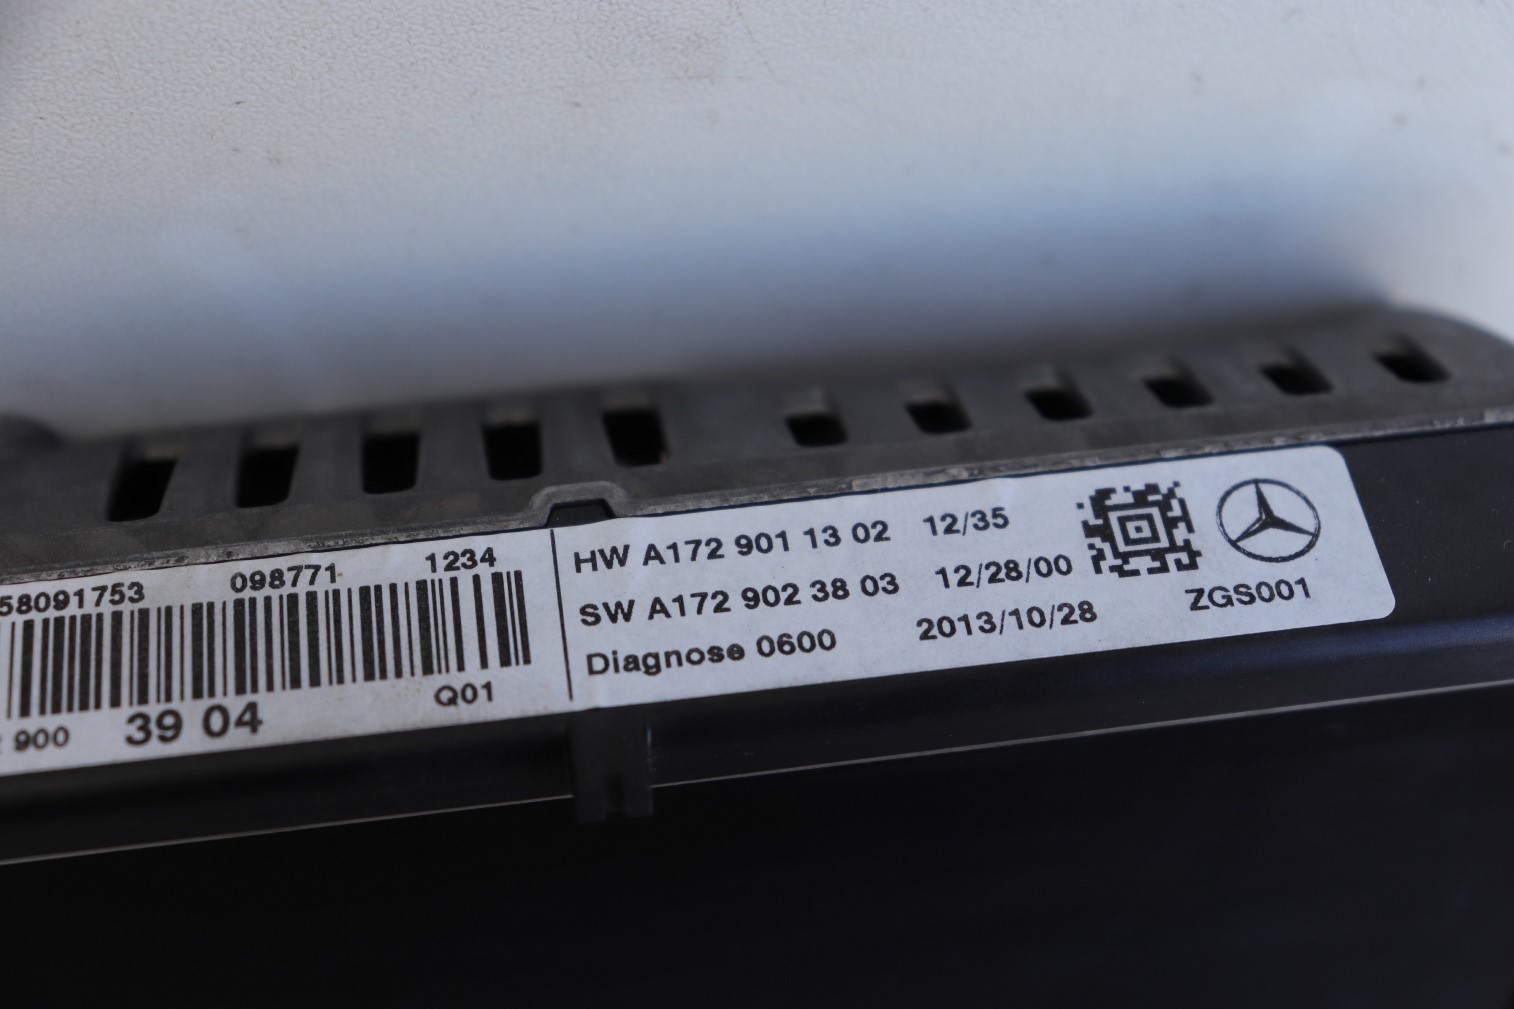 58091753 098771 1234
900 39 04 Q01
HW A172 901 13 02 12/35
SW A172 902 38 03 12/28/00
Diagnose 0600 2013/10/28
ZGS001